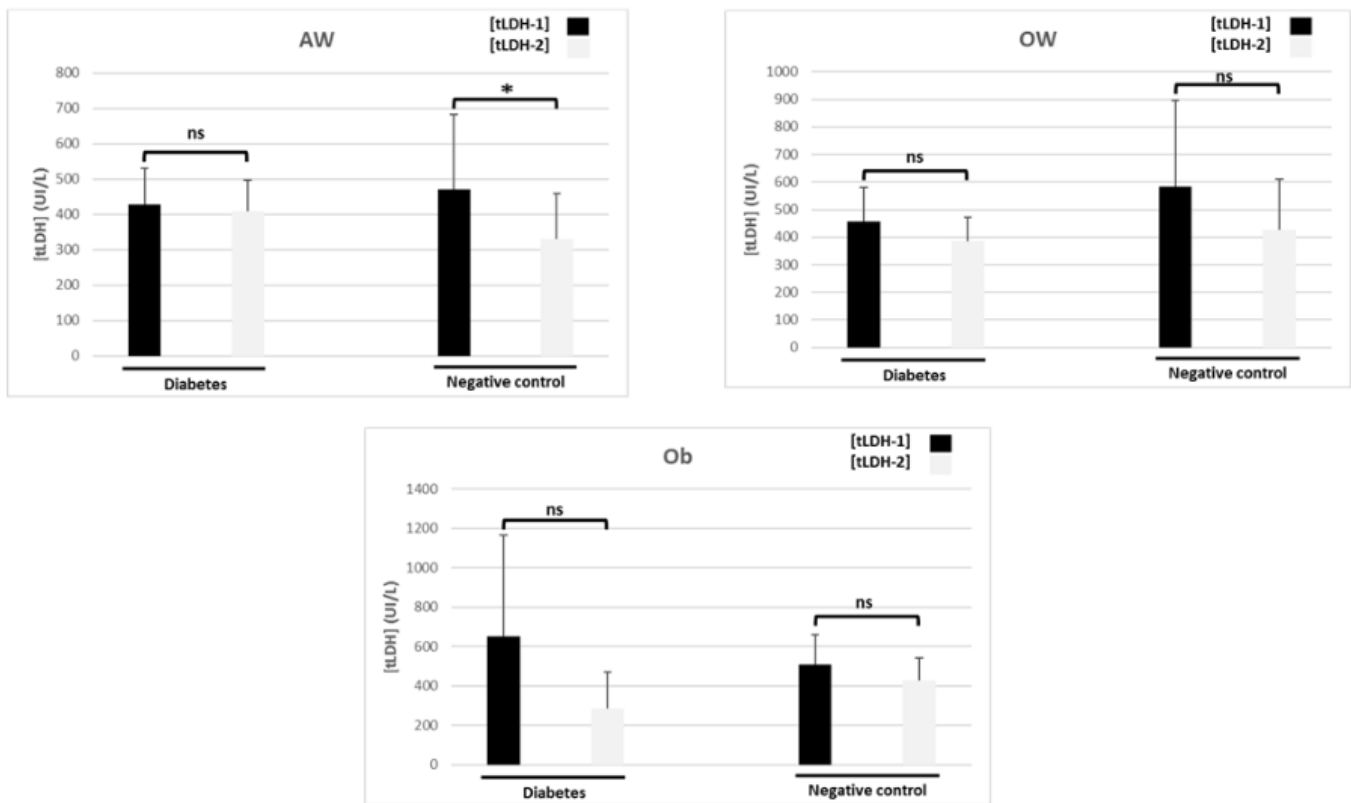 AW
[tLDH-1]
[tLDH-2]
[tLDH] (UI/L)
800
700
600
500
400
300
200
100
0
ns
*
Diabetes
Negative control
OW
[tLDH-1]
[tLDH-2]
[tLDH] (UI/L)
1000
900
800
700
600
500
400
300
200
100
0
ns
ns
Diabetes
Negative control
Ob
[tLDH-1]
[tLDH-2]
[tLDH] (UI/L)
1400
1200
1000
800
600
400
200
0
ns
ns
Diabetes
Negative control